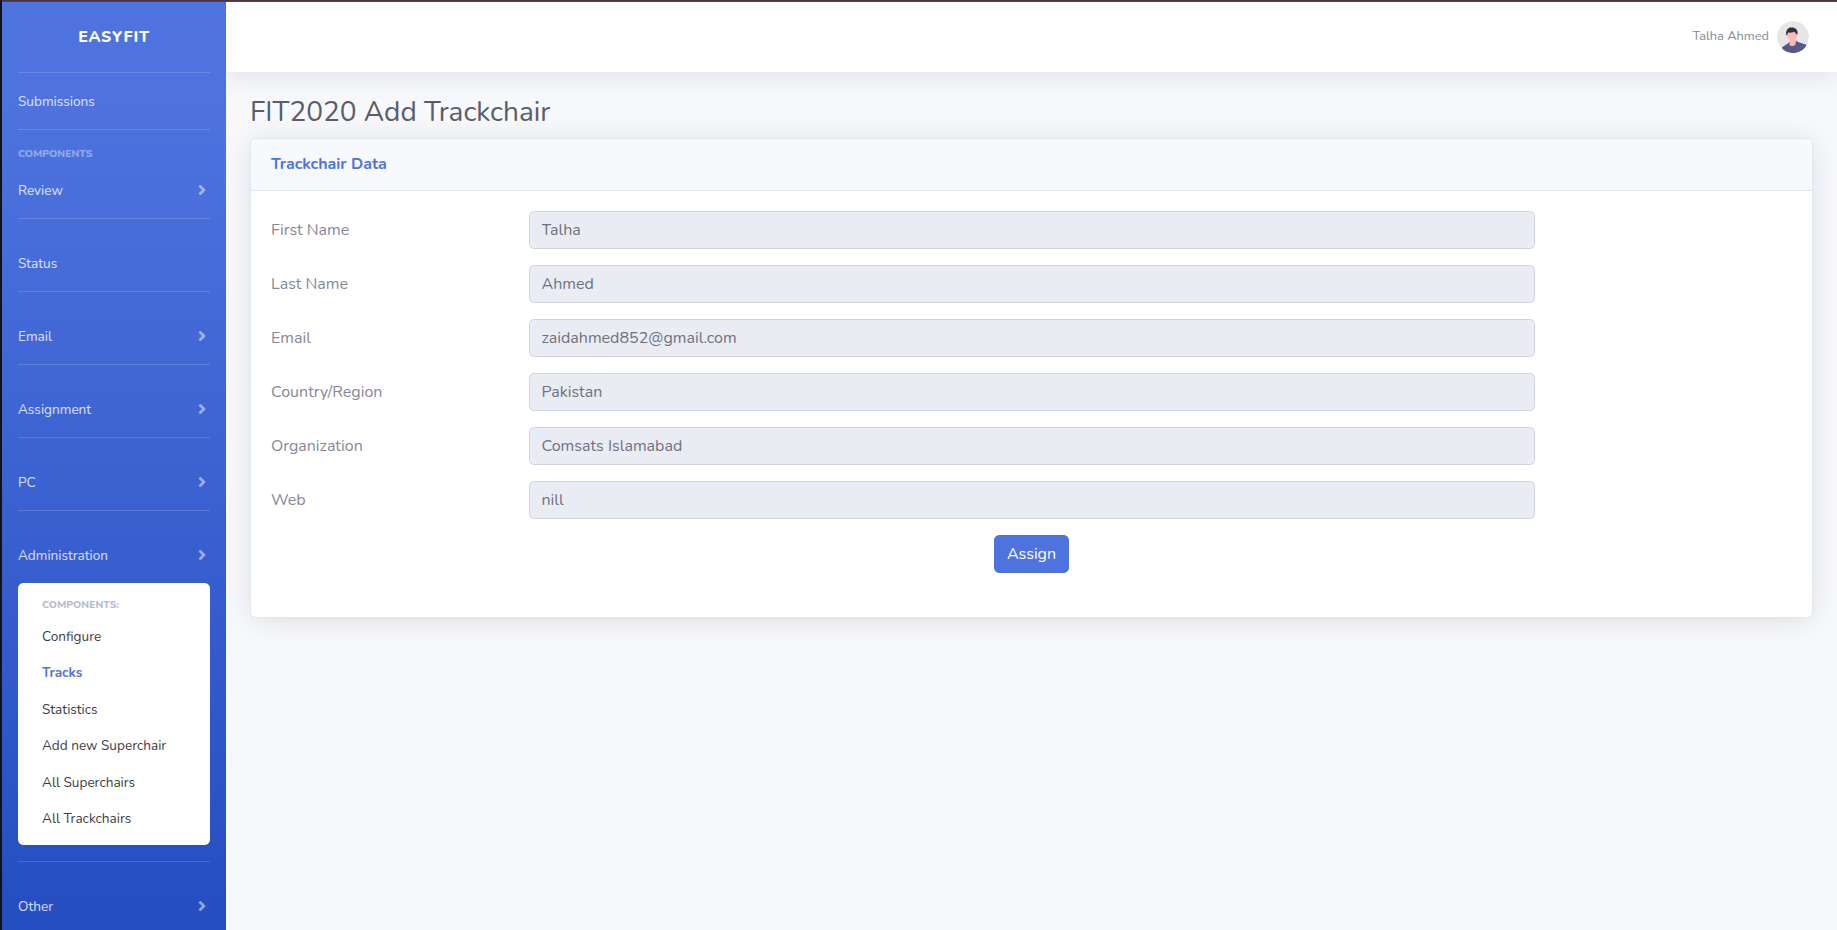 EASYFIT
Talha Ahmed
Submissions
COMPONENTS
Review
Status
Email
Assignment
PC
Administration
COMPONENTS:
Configure
Tracks
Statistics
Add new Superchair
All Superchairs
All Trackchairs
Other
FIT2020 Add Trackchair
Trackchair Data
First Name Talha
Last Name Ahmed
Email zaidahmed852@gmail.com
Country/Region Pakistan
Organization Comsats Islamabad
Web nill
Assign